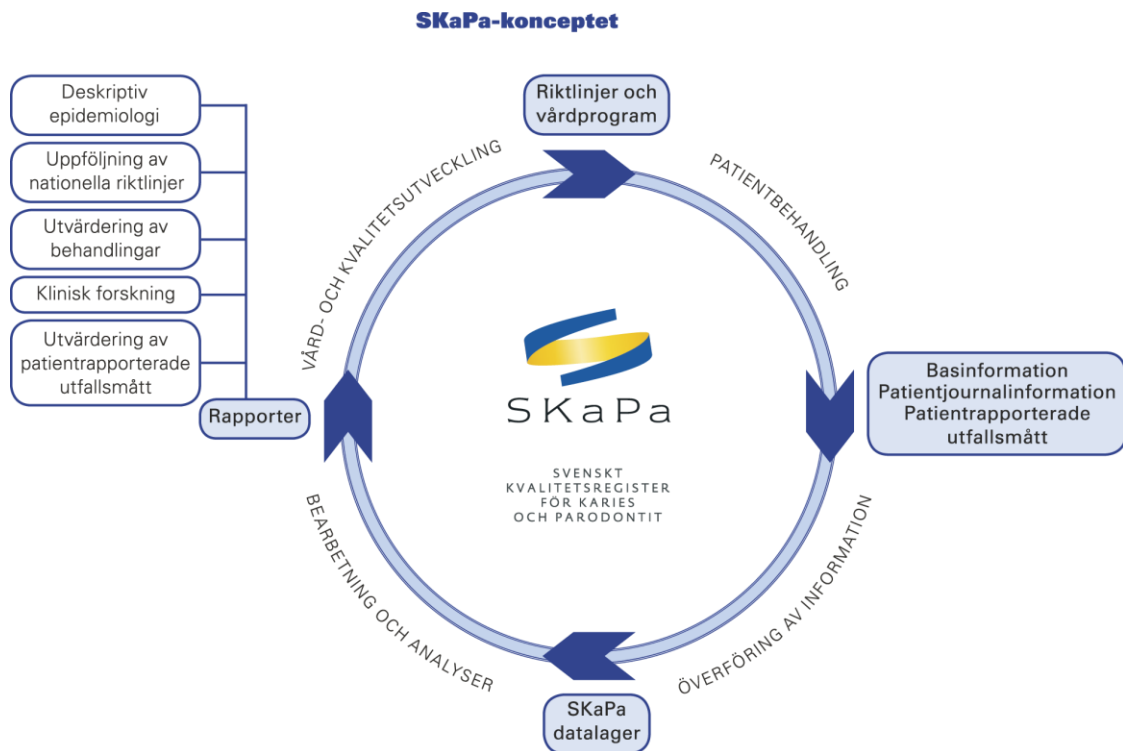 SKaPa-konceptet
Deskriptiv
epidemiologi
Uppföljning av
nationella riktlinjer
Utvärdering av
behandlingar
Klinisk forskning
Utvärdering av
patientrapporterade
utfallsmått
Rapporter
Riktlinjer och
vårdprogram
PATIENTBEHANDLING
Basinformation
Patientjournalinformation
Patientrapporterade
utfallsmått
ÖVERFÖRING AV INFORMATION
SKaPa
datalager
BEARBETNING OCH ANALYSER
VÅRD- OCH KVALITETSUTVECKLING
SKaPa
SVENSKT
KVALITETSREGISTER
FÖR KARIES
OCH PARODONTIT